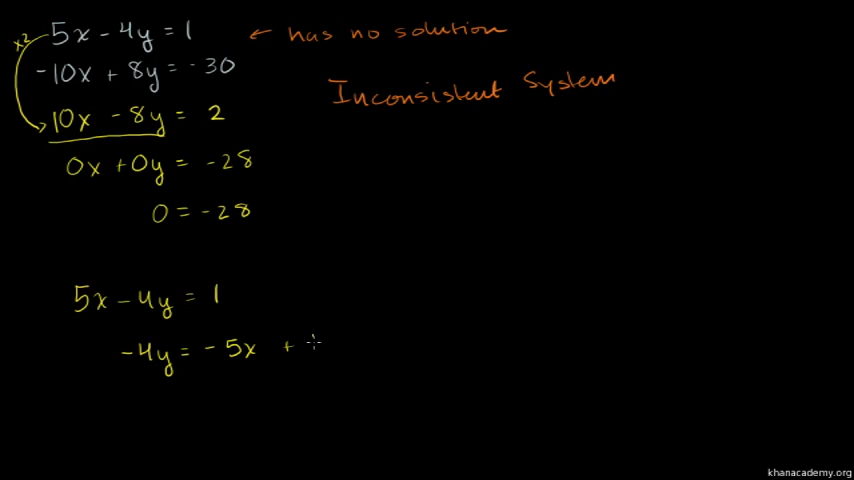 5x - 4y = 1 ← has no solution
x2
-10x + 8y = -30
Inconsistent System
10x - 8y = 2
0x + 0y = -28
0 = -28
5x - 4y = 1
-4y = -5x +
khanacademy.org